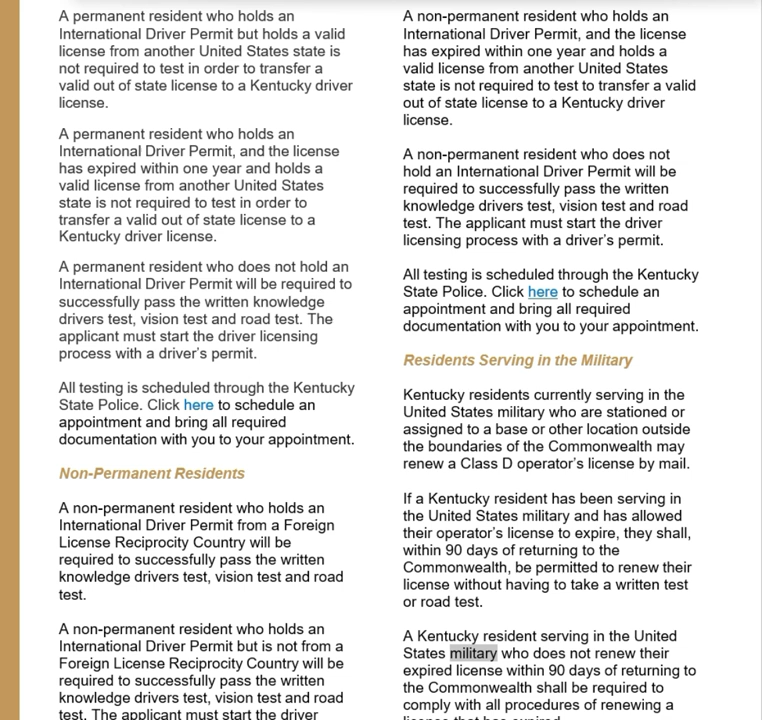 A permanent resident who holds an
International Driver Permit but holds a valid
license from another United States state is
not required to test in order to transfer a
valid out of state license to a Kentucky driver
license.
A permanent resident who holds an
International Driver Permit, and the license
has expired within one year and holds a
valid license from another United States
state is not required to test in order to
transfer a valid out of state license to a
Kentucky driver license.
A permanent resident who does not hold an
International Driver Permit will be required to
successfully pass the written knowledge
drivers test, vision test and road test. The
applicant must start the driver licensing
process with a driver's permit.
All testing is scheduled through the Kentucky
State Police. Click here to schedule an
appointment and bring all required
documentation with you to your appointment.
Non-Permanent Residents
A non-permanent resident who holds an
International Driver Permit from a Foreign
License Reciprocity Country will be
required to successfully pass the written
knowledge drivers test, vision test and road
test.
A non-permanent resident who holds an
International Driver Permit but is not from a
Foreign License Reciprocity Country will be
required to successfully pass the written
knowledge drivers test, vision test and road
test. The applicant must start the driver
A non-permanent resident who holds an
International Driver Permit, and the license
has expired within one year and holds a
valid license from another United States
state is not required to test to transfer a valid
out of state license to a Kentucky driver
license.
A non-permanent resident who does not
hold an International Driver Permit will be
required to successfully pass the written
knowledge drivers test, vision test and road
test. The applicant must start the driver
licensing process with a driver's permit.
All testing is scheduled through the Kentucky
State Police. Click here to schedule an
appointment and bring all required
documentation with you to your appointment.
Residents Serving in the Military
Kentucky residents currently serving in the
United States military who are stationed or
assigned to a base or other location outside
the boundaries of the Commonwealth may
renew a Class D operator's license by mail.
If a Kentucky resident has been serving in
the United States military and has allowed
their operator's license to expire, they shall,
within 90 days of returning to the
Commonwealth, be permitted to renew their
license without having to take a written test
or road test.
A Kentucky resident serving in the United
States military who does not renew their
expired license within 90 days of returning to
the Commonwealth shall be required to
comply with all procedures of renewing a
license that has expired.